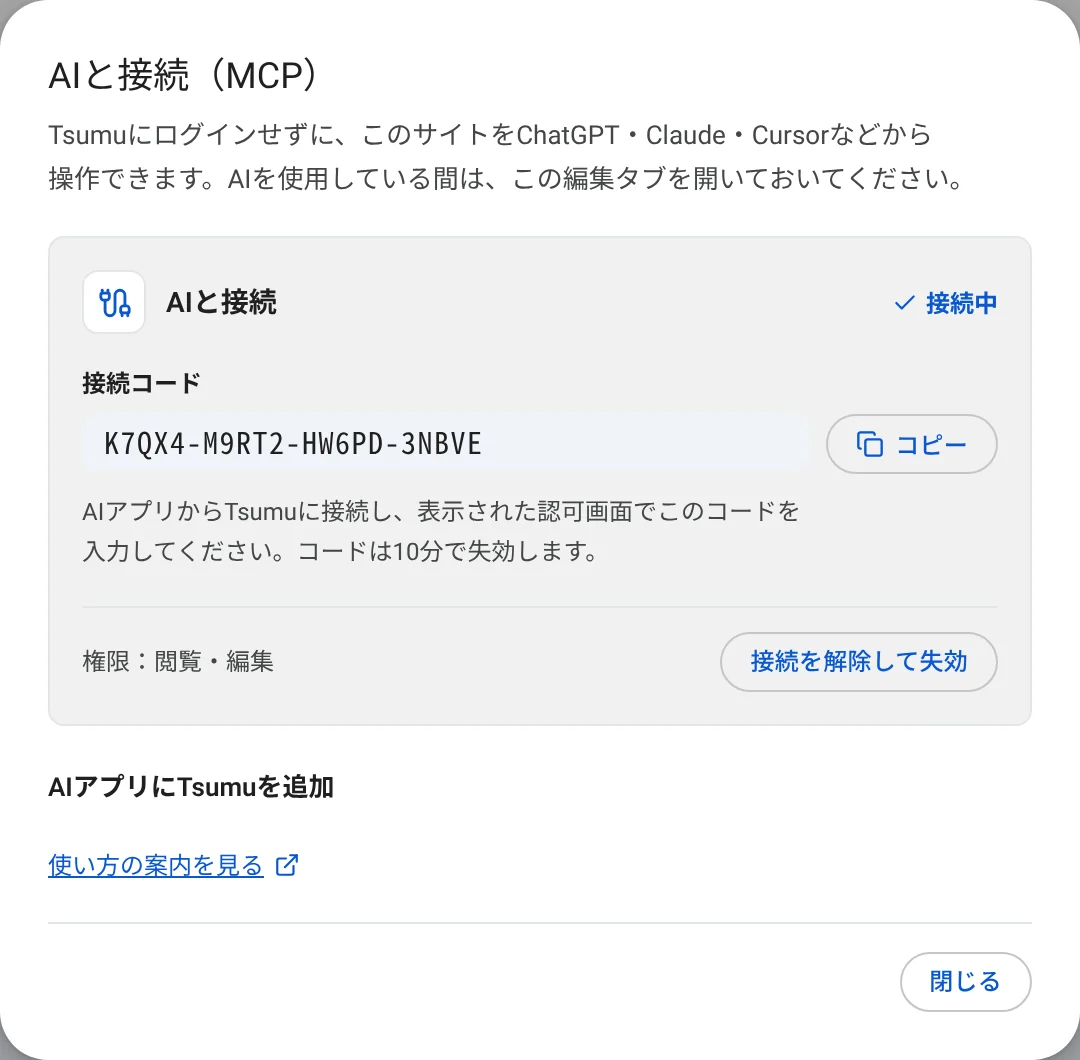 AIと接続（MCP）
Tsumuにログインせずに、このサイトをChatGPT・Claude・Cursorなどから
操作できます。AIを使用している間は、この編集タブを開いておいてください。
AIと接続
接続中
接続コード
K7QX4-M9RT2-HW6PD-3NBVE
コピー
AIアプリからTsumuに接続し、表示された認可画面でこのコードを
入力してください。コードは10分で失効します。
権限：閲覧・編集
接続を解除して失効
AIアプリにTsumuを追加
使い方の案内を見る
閉じる